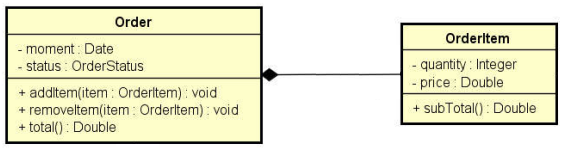 Order
- moment : Date
- status : OrderStatus
+ addItem(item : OrderItem) : void
+ removeItem(item : OrderItem) : void
+ total() : Double
OrderItem
- quantity : Integer
- price : Double
+ subTotal() : Double